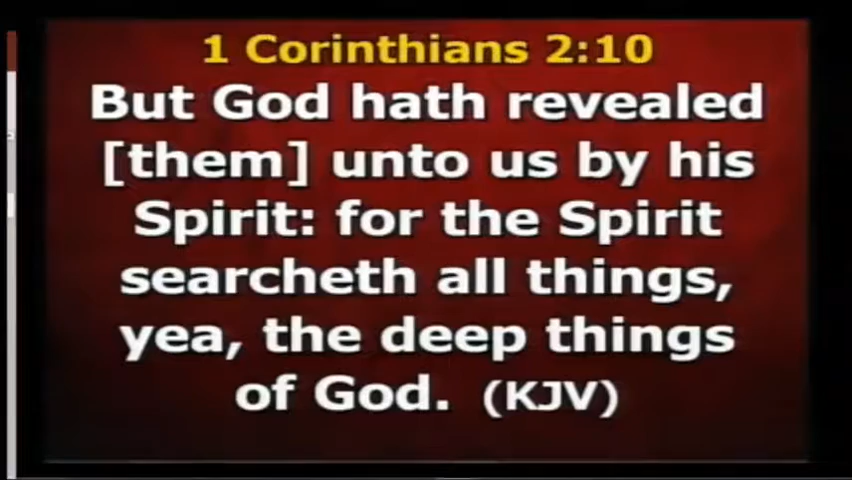 1 Corinthians 2:10
But God hath revealed
[them] unto us by his
Spirit: for the Spirit
searcheth all things,
yea, the deep things
of God. (KJV)